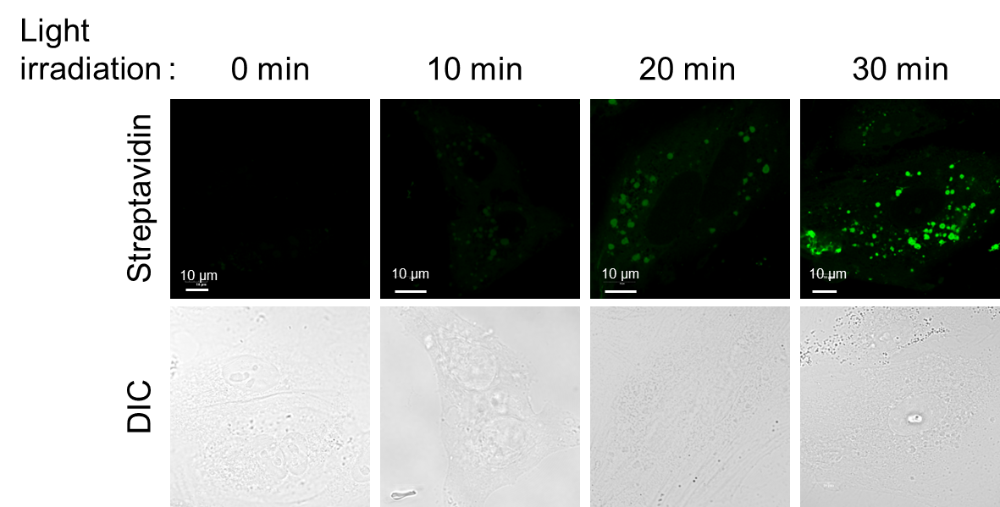 Light
irradiation :
0 min
10 min
20 min
30 min
Streptavidin
10 µm
10 µm
10 µm
10 µm
DIC